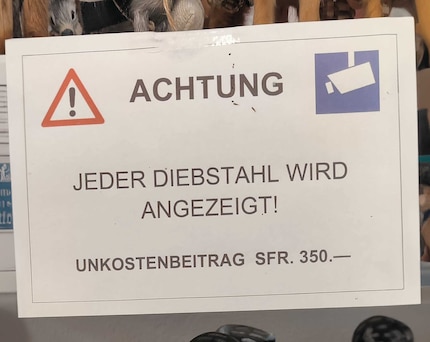 ACHTUNG
JEDER DIEBSTAHL WIRD
ANGEZEIGT!
UNKOSTENBEITRAG SFR. 350.—